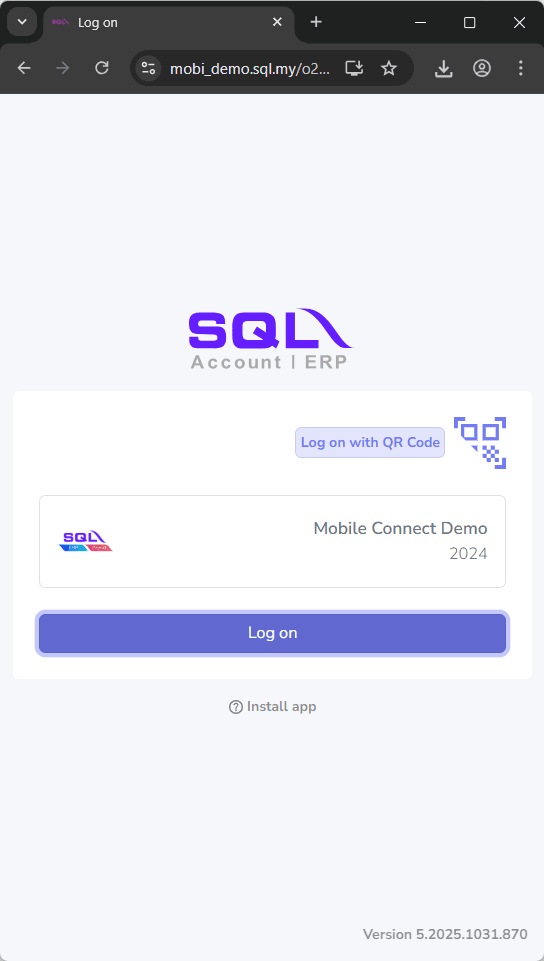 Log on
mobi_demo.sql.my/o2...
SQL
Account | ERP
Log on with QR Code
SQL
Mobile Connect Demo
2024
Log on
Install app
Version 5.2025.1031.870